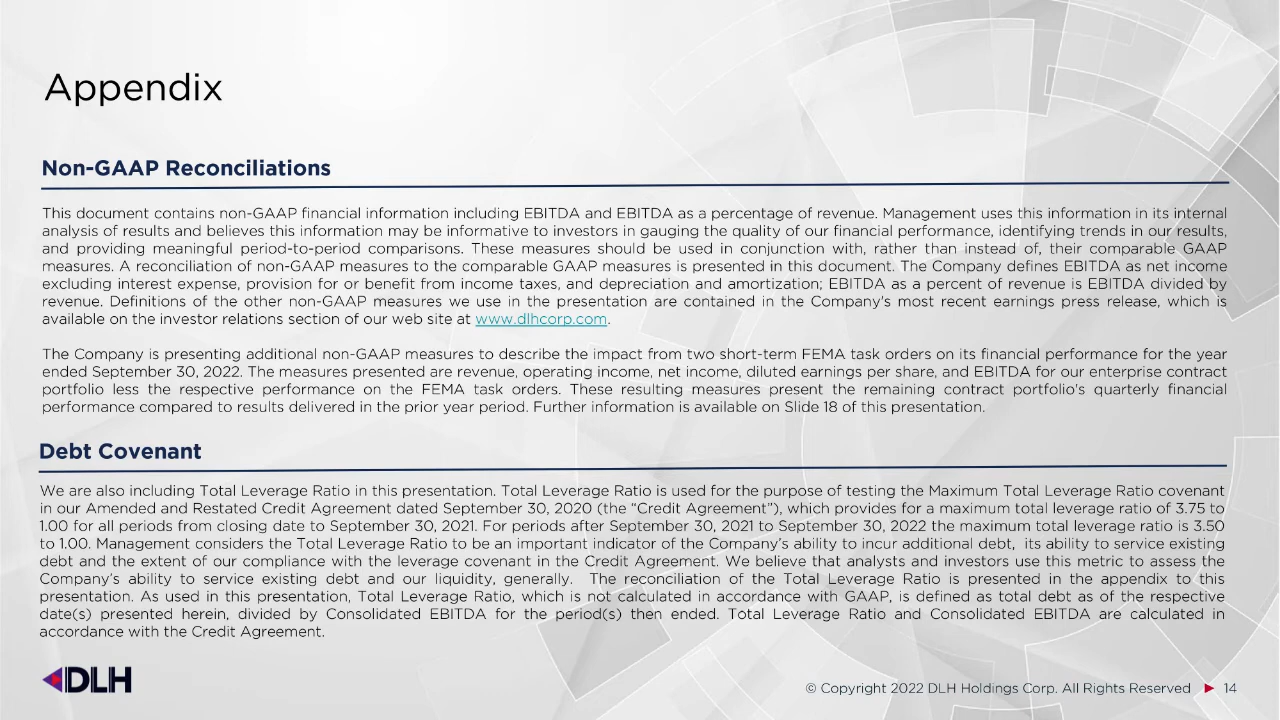 Appendix
Non-GAAP Reconciliations
This document contains non-GAAP financial information including EBITDA and EBITDA as a percentage of revenue. Management uses this information in its internal
analysis of results and believes this information may be informative to investors in gauging the quality of our financial performance, identifying trends in our results,
and providing meaningful period-to-period comparisons. These measures should be used in conjunction with, rather than instead of, their comparable GAAP
measures. A reconciliation of non-GAAP measures to the comparable GAAP measures is presented in this document. The Company defines EBITDA as net income
excluding interest expense, provision for or benefit from income taxes, and depreciation and amortization; EBITDA as a percent of revenue is EBITDA divided by
revenue. Definitions of the other non-GAAP measures we use in the presentation are contained in the Company's most recent earnings press release, which is
available on the investor relations section of our web site at www.dlhcorp.com.
The Company is presenting additional non-GAAP measures to describe the impact from two short-term FEMA task orders on its financial performance for the year
ended September 30, 2022. The measures presented are revenue, operating income, net income, diluted earnings per share, and EBITDA for our enterprise contract
portfolio less the respective performance on the FEMA task orders. These resulting measures present the remaining contract portfolio's quarterly financial
performance compared to results delivered in the prior year period. Further information is available on Slide 18 of this presentation.
Debt Covenant
We are also including Total Leverage Ratio in this presentation. Total Leverage Ratio is used for the purpose of testing the Maximum Total Leverage Ratio covenant
in our Amended and Restated Credit Agreement dated September 30, 2020 (the “Credit Agreement”), which provides for a maximum total leverage ratio of 3.75 to
1.00 for all periods from closing date to September 30, 2021. For periods after September 30, 2021 to September 30, 2022 the maximum total leverage ratio is 3.50
to 1.00. Management considers the Total Leverage Ratio to be an important indicator of the Company’s ability to incur additional debt, its ability to service existing
debt and the extent of our compliance with the leverage covenant in the Credit Agreement. We believe that analysts and investors use this metric to assess the
Company’s ability to service existing debt and our liquidity, generally. The reconciliation of the Total Leverage Ratio is presented in the appendix to this
presentation. As used in this presentation, Total Leverage Ratio, which is not calculated in accordance with GAAP, is defined as total debt as of the respective
date(s) presented herein, divided by Consolidated EBITDA for the period(s) then ended. Total Leverage Ratio and Consolidated EBITDA are calculated in
accordance with the Credit Agreement.
DLH
© Copyright 2022 DLH Holdings Corp. All Rights Reserved ► 14